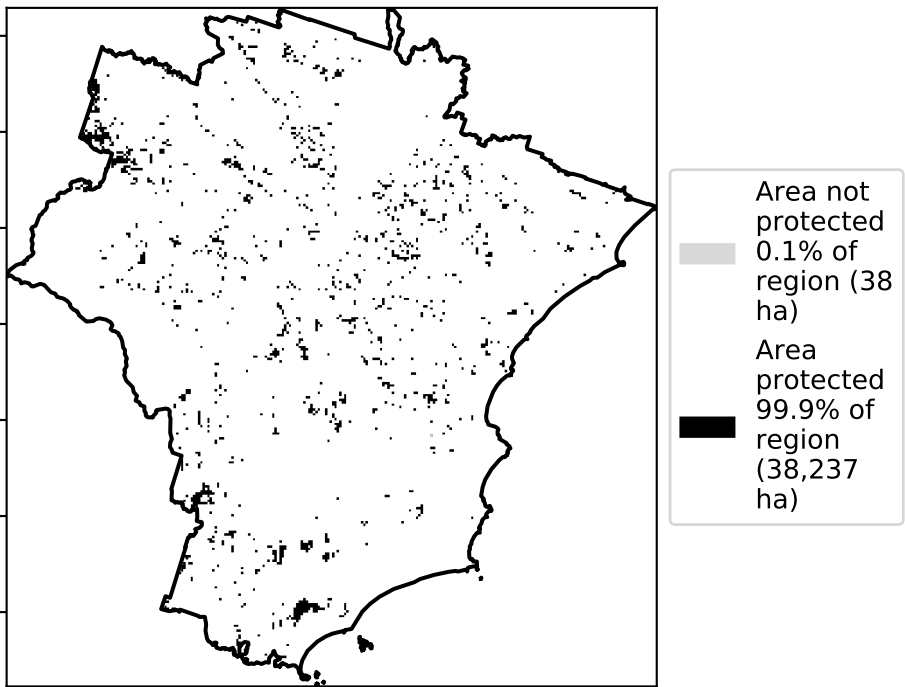 Area not
protected
0.1% of
region (38
ha)
Area
protected
99.9% of
region
(38,237
ha)